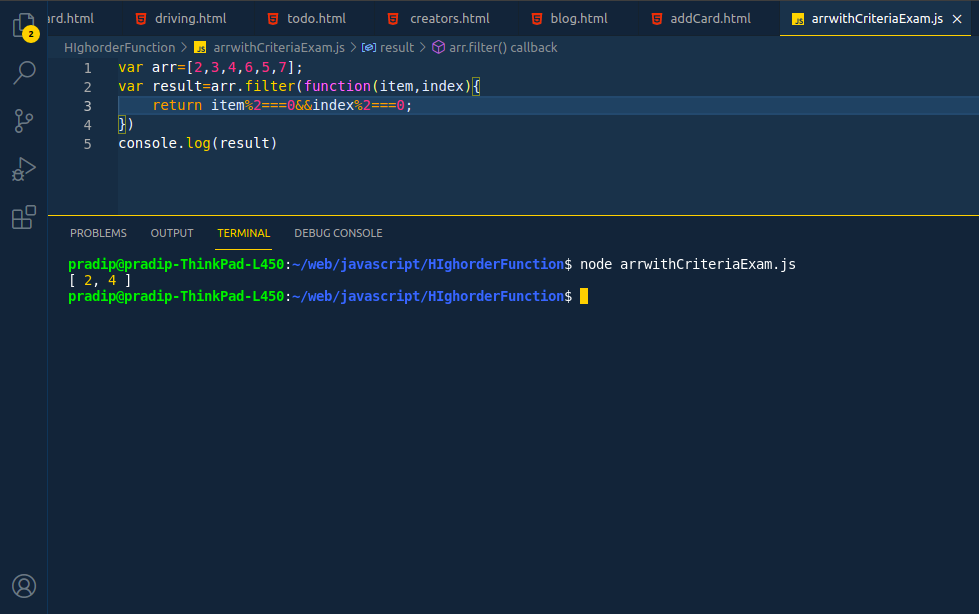 ard.html driving.html todo.html creators.html blog.html addCard.html JS arrwithCriteriaExam.js
2
HIghorderFunction > JS arrwithCriteriaExam.js > result > arr.filter() callback
1 var arr=[2,3,4,6,5,7];
2 var result=arr.filter(function(item,index){
3 return item%2===0&&index%2===0;
4 })
5 console.log(result)
PROBLEMS OUTPUT TERMINAL DEBUG CONSOLE
pradip@pradip-ThinkPad-L450:~/web/javascript/HIghorderFunction$ node arrwithCriteriaExam.js
[ 2, 4 ]
pradip@pradip-ThinkPad-L450:~/web/javascript/HIghorderFunction$